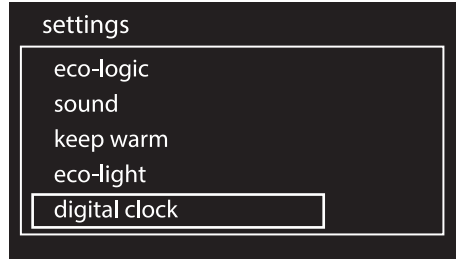 settings
eco-logic
sound
keep warm
eco-light
digital clock